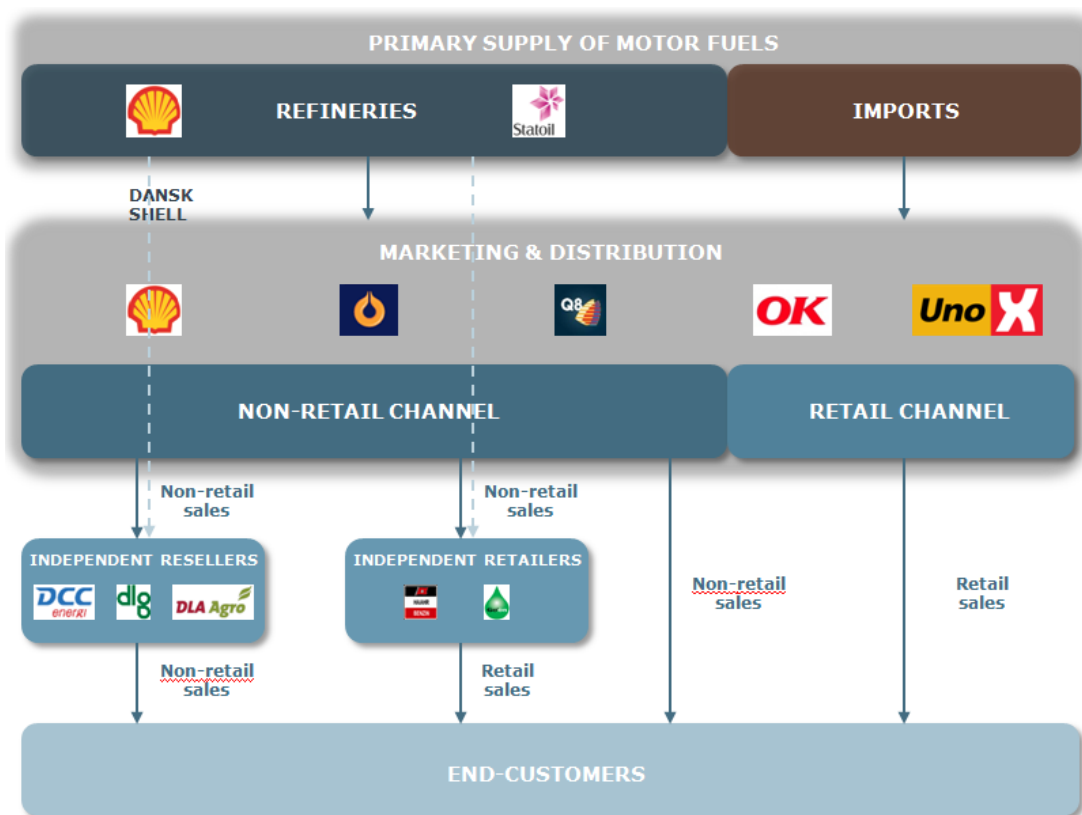 PRIMARY SUPPLY OF MOTOR FUELS
REFINERIES
Statoil
IMPORTS
DANSK
SHELL
MARKETING & DISTRIBUTION
Q8
OK
Uno X
NON-RETAIL CHANNEL
RETAIL CHANNEL
Non-retail
sales
Non-retail
sales
INDEPENDENT RESELLERS
DCC
energi
dlg
DLA Agro
INDEPENDENT RETAILERS
BENZIN
Non-retail
sales
Retail
sales
Non-retail
sales
Retail
sales
END-CUSTOMERS